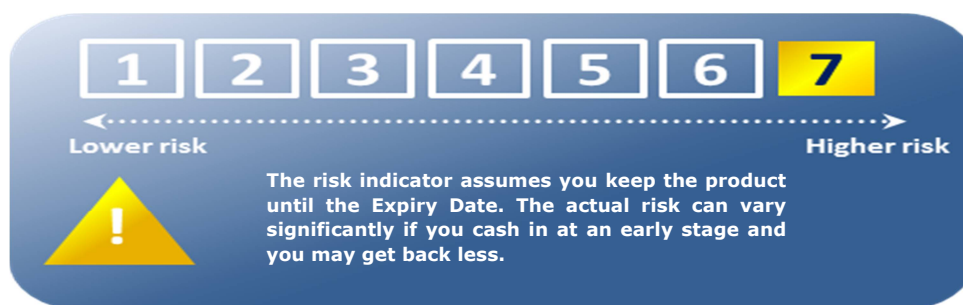 1 2 3 4 5 6 7
Lower risk Higher risk
!
The risk indicator assumes you keep the product
until the Expiry Date. The actual risk can vary
significantly if you cash in at an early stage and
you may get back less.